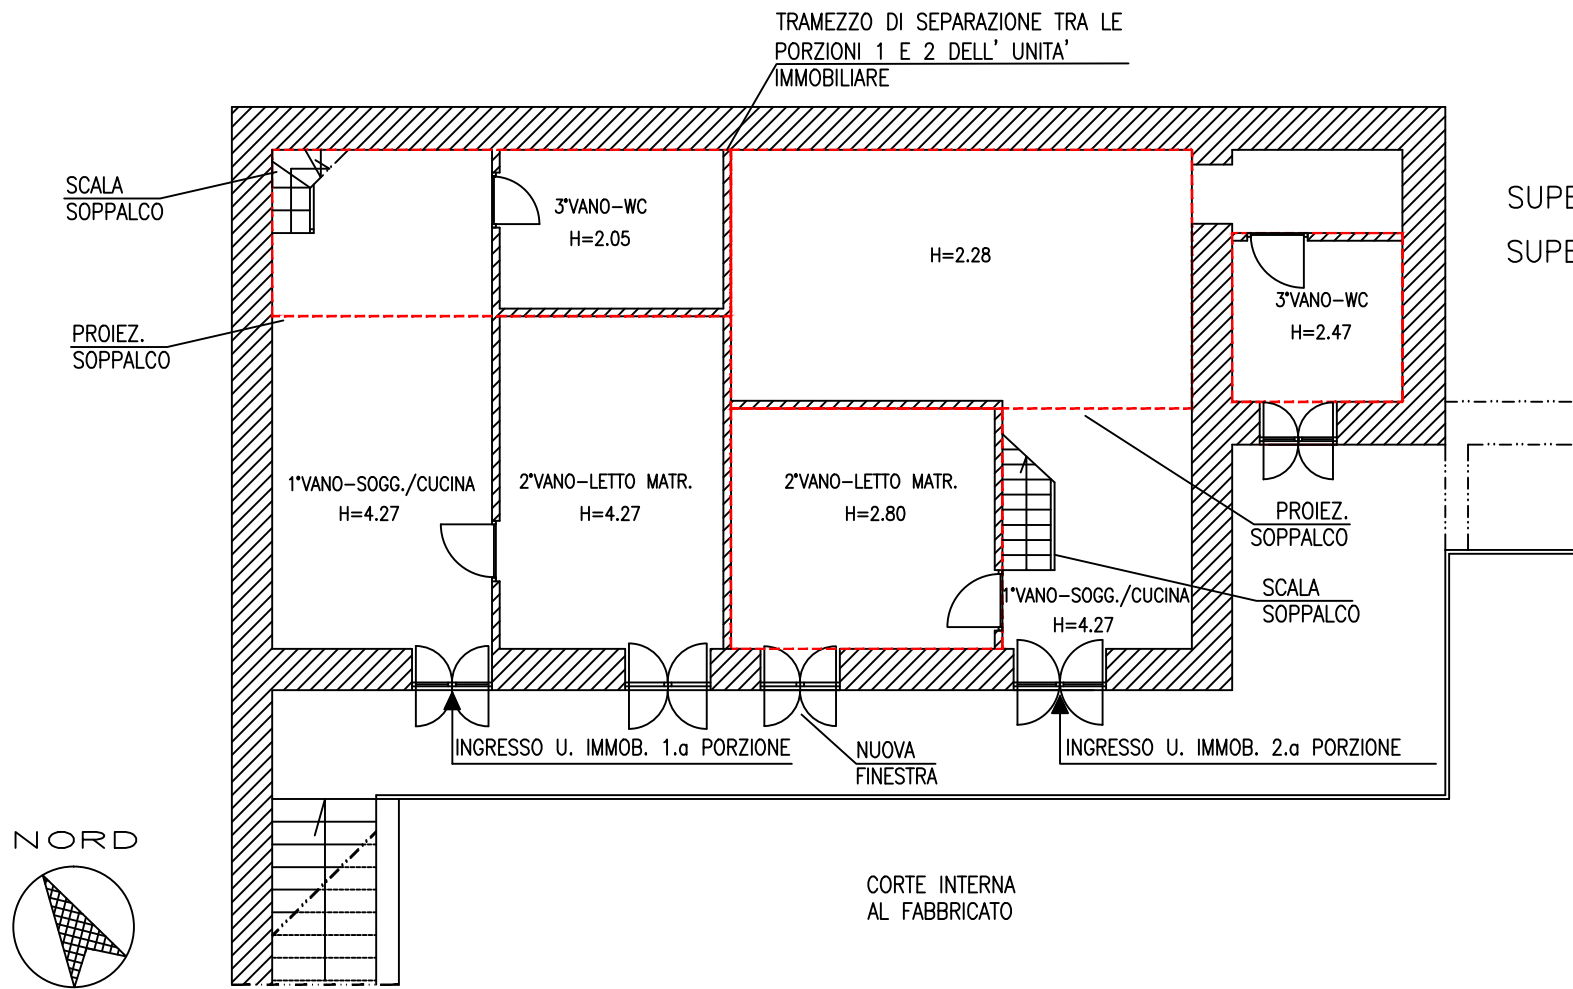 TRAMEZZO DI SEPARAZIONE TRA LE
PORZIONI 1 E 2 DELL' UNITA'
IMMOBILIARE
SCALA
SOPPALCO
3°VANO-WC
H=2.05
H=2.28
SUPE
SUPE
3°VANO-WC
H=2.47
PROIEZ.
SOPPALCO
1°VANO-SOGG./CUCINA
H=4.27
2°VANO-LETTO MATR.
H=4.27
2°VANO-LETTO MATR.
H=2.80
PROIEZ.
SOPPALCO
SCALA
SOPPALCO
1°VANO-SOGG./CUCINA
H=4.27
INGRESSO U. IMMOB. 1.a PORZIONE
NUOVA
FINESTRA
INGRESSO U. IMMOB. 2.a PORZIONE
NORD
CORTE INTERNA
AL FABBRICATO